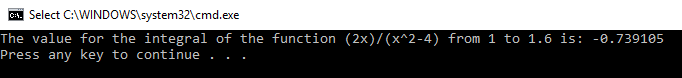 Select C:\WINDOWS\system32\cmd.exe
The value for the integral of the function (2x)/(x^2-4) from 1 to 1.6 is: -0.739105
Press any key to continue . . .